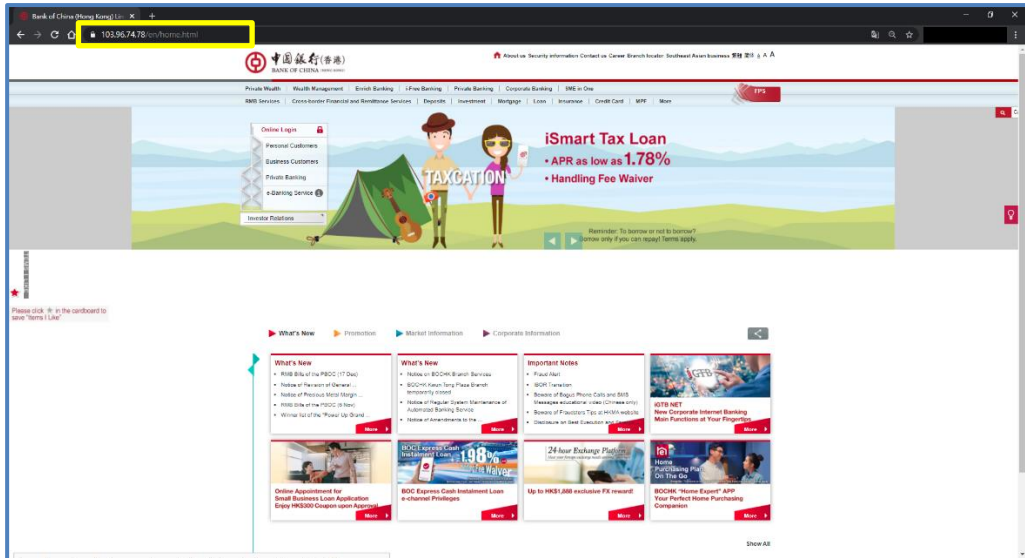 Bank of China (Hong Kong) Lim
103.96.74.78/en/home.html
中国銀行(香港)
BANK OF CHINA (HONG KONG)
About us Security information Contact us Career Branch locator Southeast Asian business 繁體 简体 A A A
Private Wealth | Wealth Management | Enrich Banking | i-Free Banking | Private Banking | Corporate Banking | SME in One
FPS
RMB Services | Cross-border Financial and Remittance Services | Deposits | Investment | Mortgage | Loan | Insurance | Credit Card | MPF | More
Online Login
Personal Customers
Business Customers
Private Banking
e-Banking Service
Investor Relations
TAXCATION
iSmart Tax Loan
• APR as low as 1.78%
• Handling Fee Waiver
Reminder: To borrow or not to borrow?
Borrow only if you can repay! Terms apply.
Please click in the cardboard to
save "Items I Like"
What's New
Promotion
Market Information
Corporate Information
What's New
• RMB Bills of the PBOC (17 Dec)
• Notice of Revision of General ...
• Notice of Precious Metal Margin ...
• RMB Bills of the PBOC (6 Nov)
• Winner list of the "Power Up Grand ...
More
What's New
• Notice on BOCHK Branch Services
• BOCHK Kwun Tong Plaza Branch
temporarily closed
• Notice of Regular System Maintenance of
Automated Banking Service
• Notice of Amendments to the ...
More
Important Notes
• Fraud Alert
• IBOR Transition
• Beware of Bogus Phone Calls and SMS
Messages educational video (Chinese only)
• Beware of Fraudsters Tips at HKMA website
• Disclosure on Best Execution and
More
iGTB
iGTB NET
New Corporate Internet Banking
Main Functions at Your Fingertips
More
Online Appointment for
Small Business Loan Application
Enjoy HK$300 Coupon upon Approval
More
BOC Express Cash
Instalment Loan
1.98%
Fee Waiver
BOC Express Cash Instalment Loan
e-channel Privileges
More
24-hour Exchange Platform
Up to HK$1,888 exclusive FX reward!
More
Home
Purchasing Plan
On The Go
BOCHK "Home Expert" APP
Your Perfect Home Purchasing
Companion
More
Show All